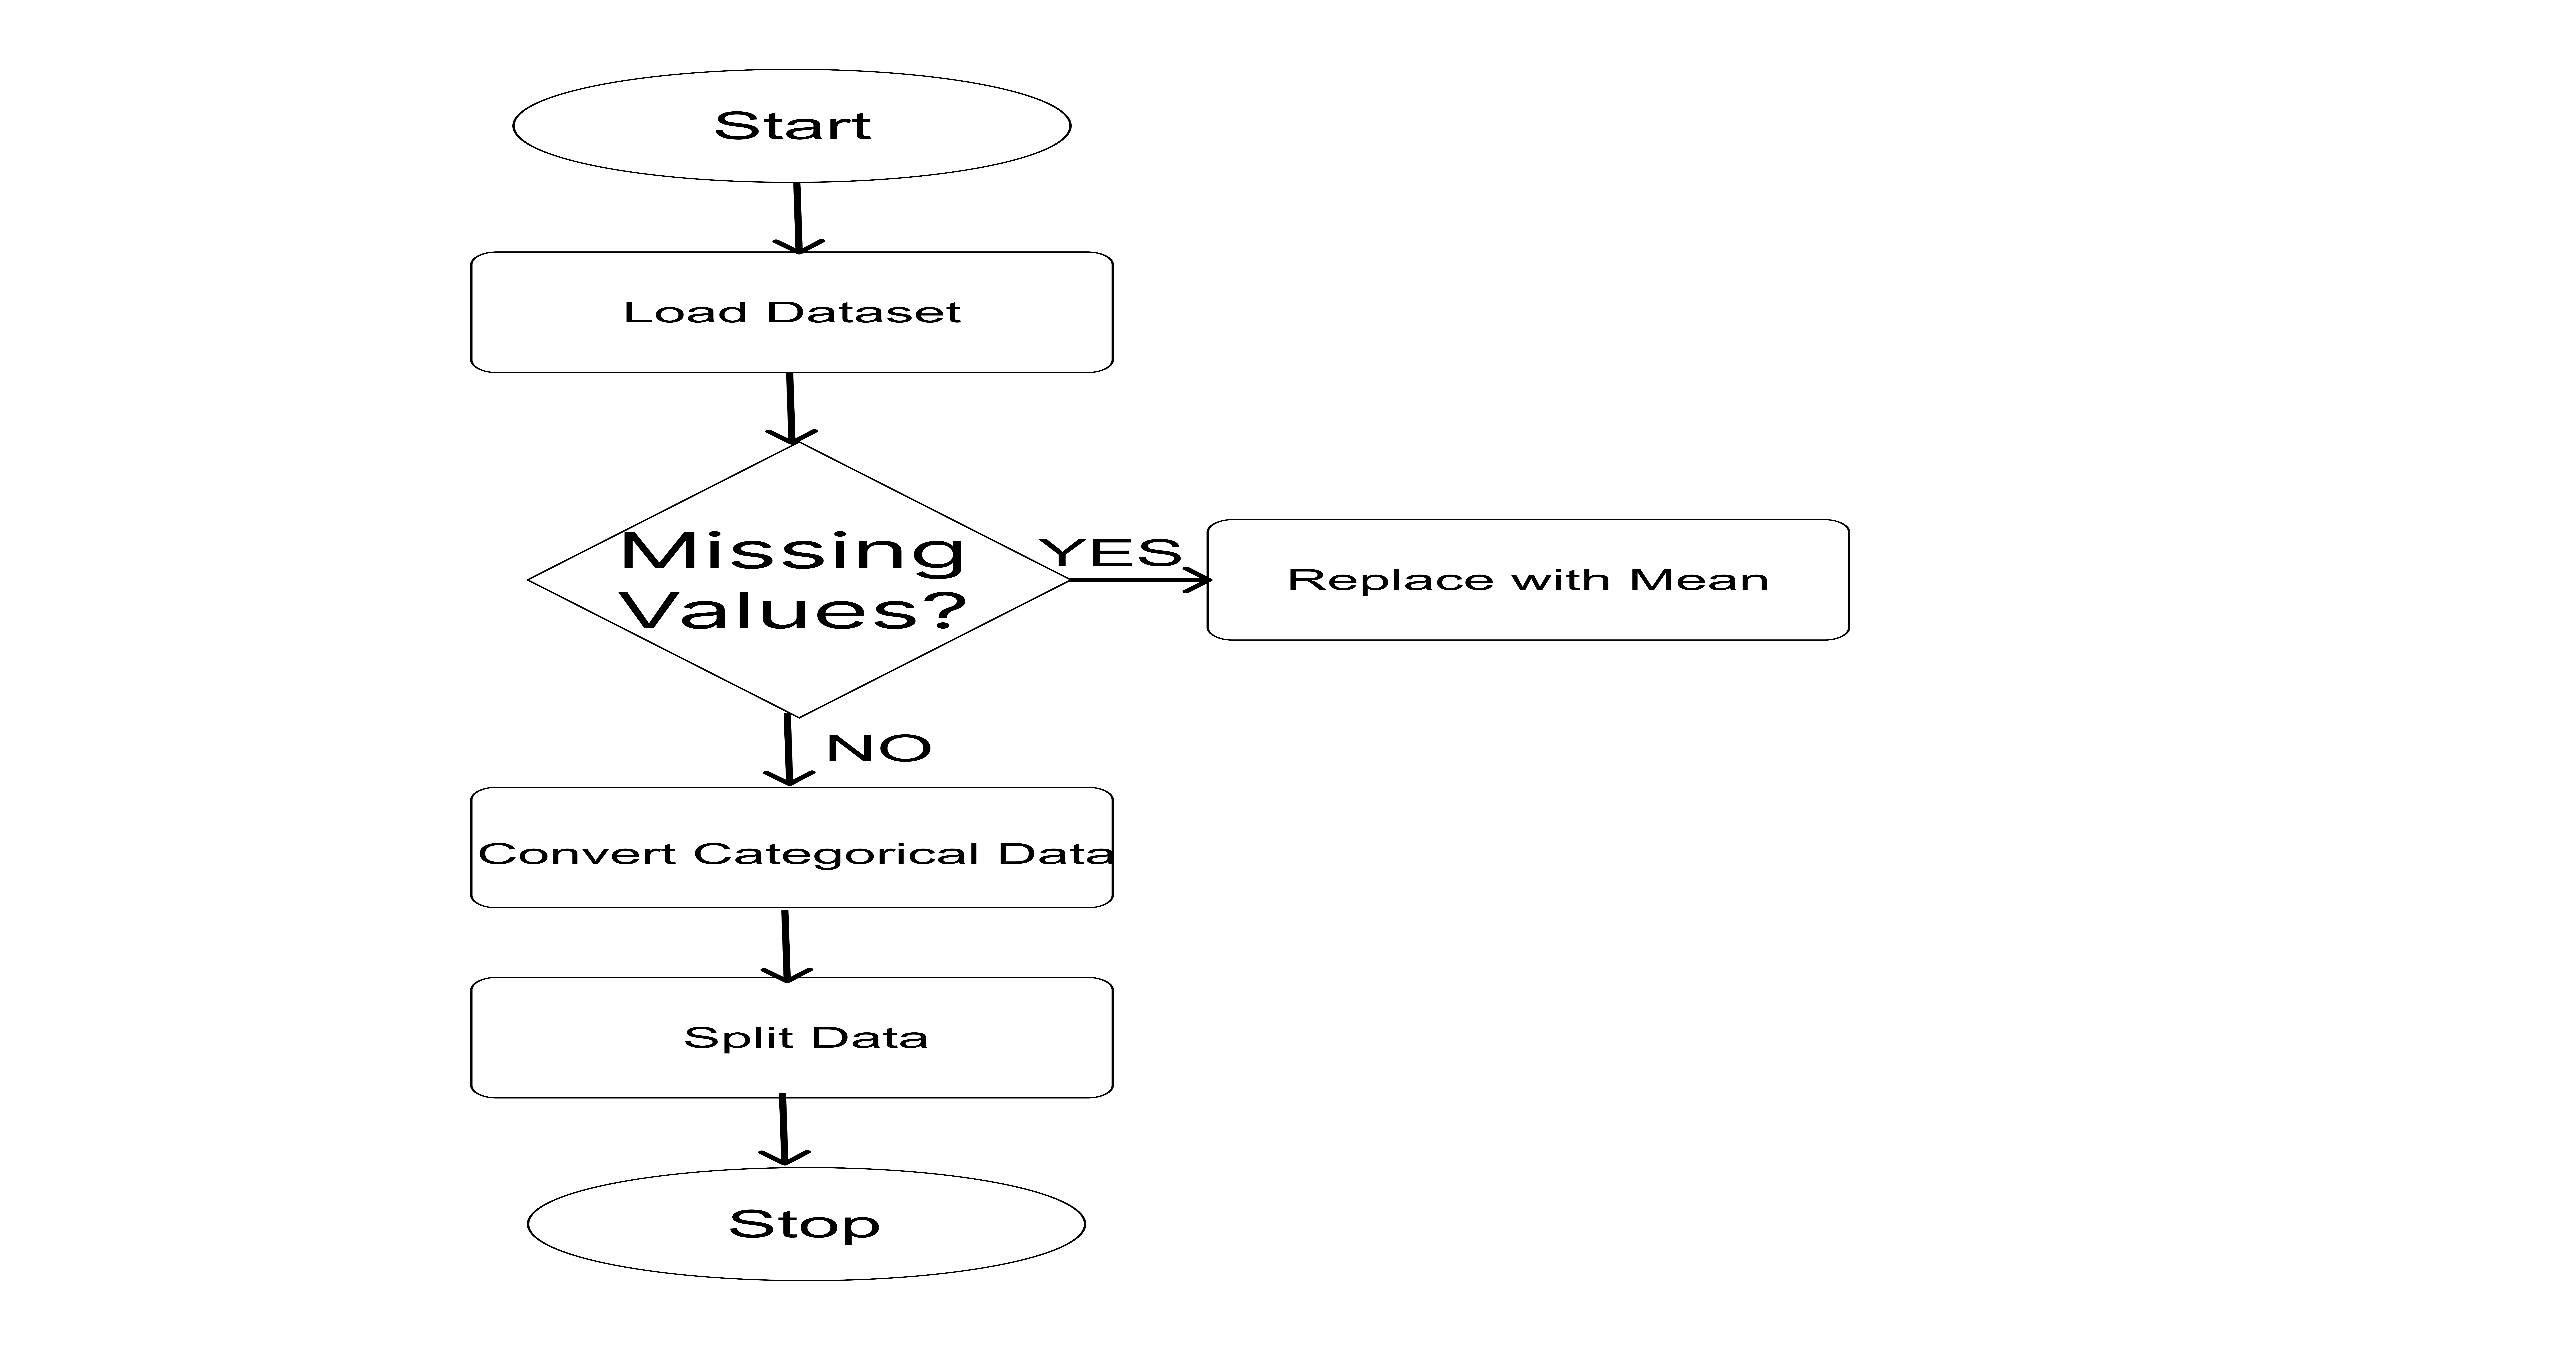 Start
Load Dataset
Missing
Values?
YES
Replace with Mean
NO
Convert Categorical Data
Split Data
Stop